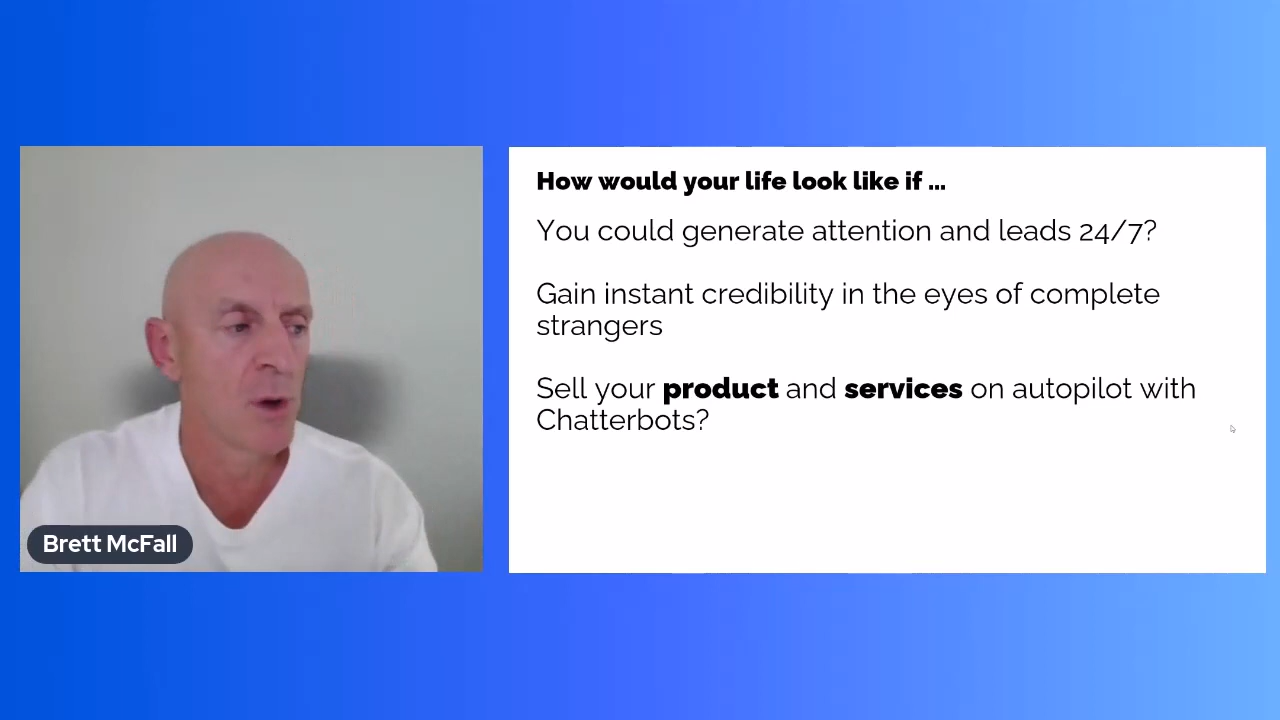 How would your life look like if ...
You could generate attention and leads 24/7?
Gain instant credibility in the eyes of complete
strangers
Sell your product and services on autopilot with
Chatterbots?
Brett McFall